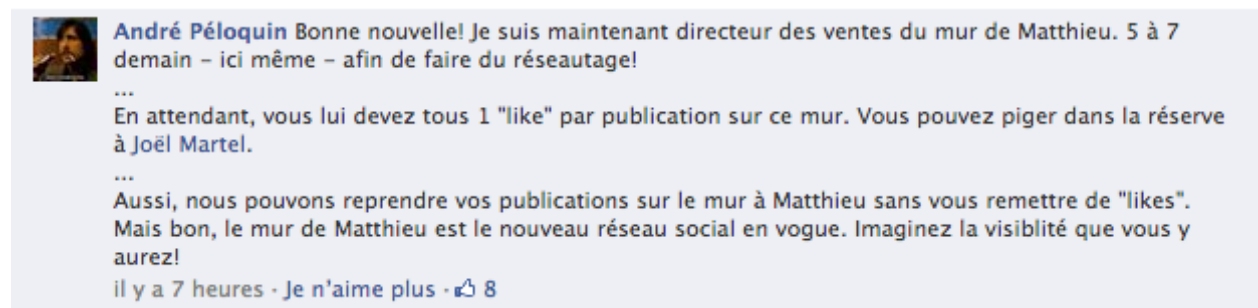 André Péloquin Bonne nouvelle! Je suis maintenant directeur des ventes du mur de Matthieu. 5 à 7
demain – ici même – afin de faire du réseautage!
...
En attendant, vous lui devez tous 1 "like" par publication sur ce mur. Vous pouvez piger dans la réserve
à Joël Martel.
...
Aussi, nous pouvons reprendre vos publications sur le mur à Matthieu sans vous remettre de "likes".
Mais bon, le mur de Matthieu est le nouveau réseau social en vogue. Imaginez la visiblité que vous y
aurez!
il y a 7 heures · Je n'aime plus · 8